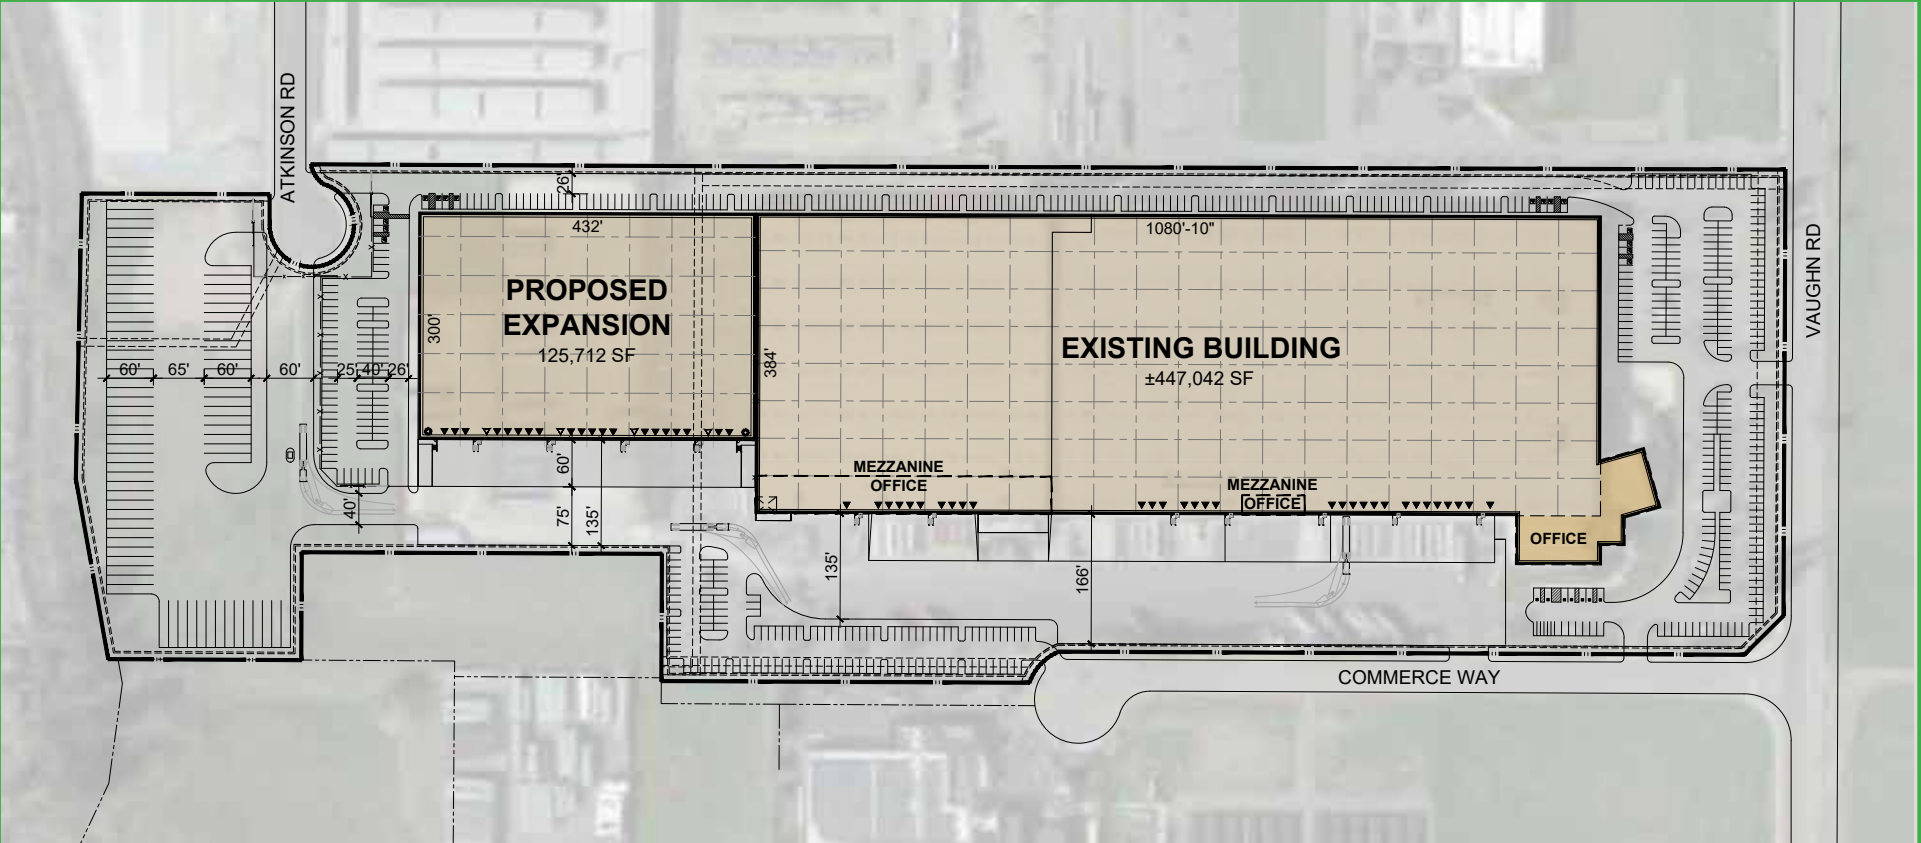 ATKINSON RD
26'
432'
1080'-10"
PROPOSED
EXPANSION
125,712 SF
300'
384'
EXISTING BUILDING
±447,042 SF
VAUGHN RD
60'
65'
60'
60'
25'
40'
26'
MEZZANINE
OFFICE
MEZZANINE
OFFICE
OFFICE
60'
40'
75'
135'
135'
166'
COMMERCE WAY